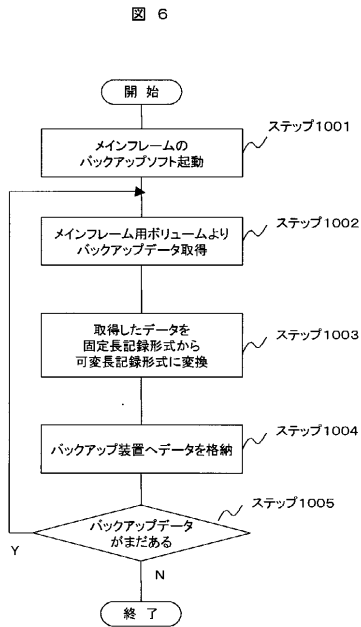 図 6
開 始
メインフレームの
バックアップソフト起動
ステップ1001
メインフレーム用ボリュームより
バックアップデータ取得
ステップ1002
取得したデータを
固定長記録形式から
可変長記録形式に変換
ステップ1003
バックアップ装置へデータを格納
ステップ1004
バックアップデータ
がまだある
ステップ1005
Y
N
終 了